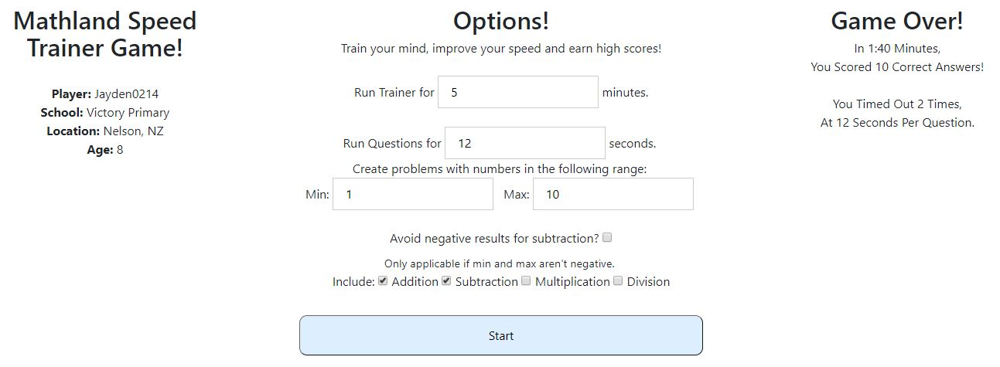 Mathland Speed
Trainer Game!
Player: Jayden0214
School: Victory Primary
Location: Nelson, NZ
Age: 8
Options!
Train your mind, improve your speed and earn high scores!
Run Trainer for 5 minutes.
Run Questions for 12 seconds.
Create problems with numbers in the following range:
Min: 1 Max: 10
Avoid negative results for subtraction?
Only applicable if min and max aren't negative.
Include: Addition Subtraction Multiplication Division
Start
Game Over!
In 1:40 Minutes,
You Scored 10 Correct Answers!
You Timed Out 2 Times,
At 12 Seconds Per Question.